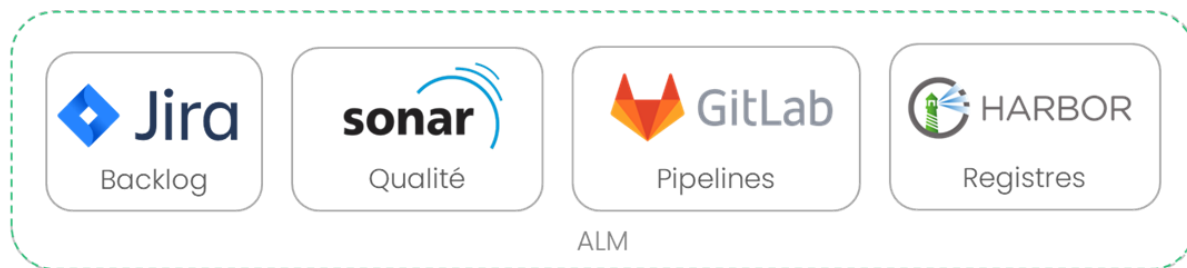 Jira
Backlog
sonar
Qualité
GitLab
Pipelines
HARBOR
Registres
ALM